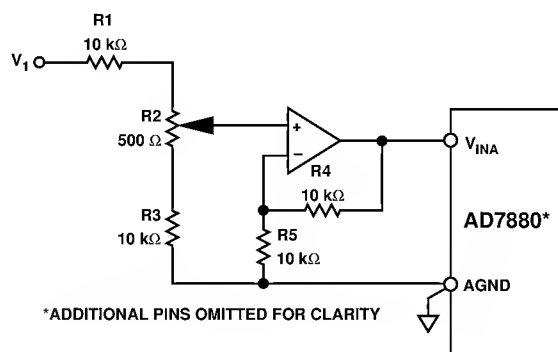 R1
10 kΩ
V1
R2
500 Ω
+
−
R4
10 kΩ
VINA
R3
10 kΩ
R5
10 kΩ
AD7880*
AGND
*ADDITIONAL PINS OMITTED FOR CLARITY